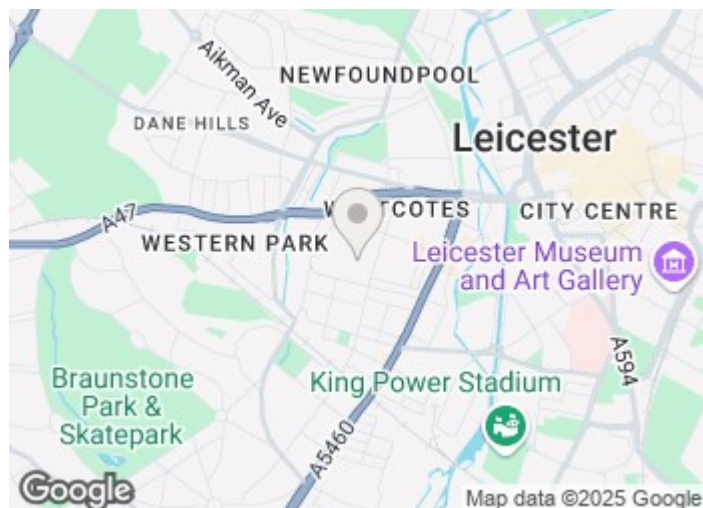 Aikman Ave
NEWFOUNDPOOL
DANE HILLS
Leicester
A47
CITY CENTRE
WESTERN PARK
Leicester Museum
and Art Gallery
A594
Braunstone
Park &
Skatepark
King Power Stadium
A5460
Google
Map data ©2025 Google